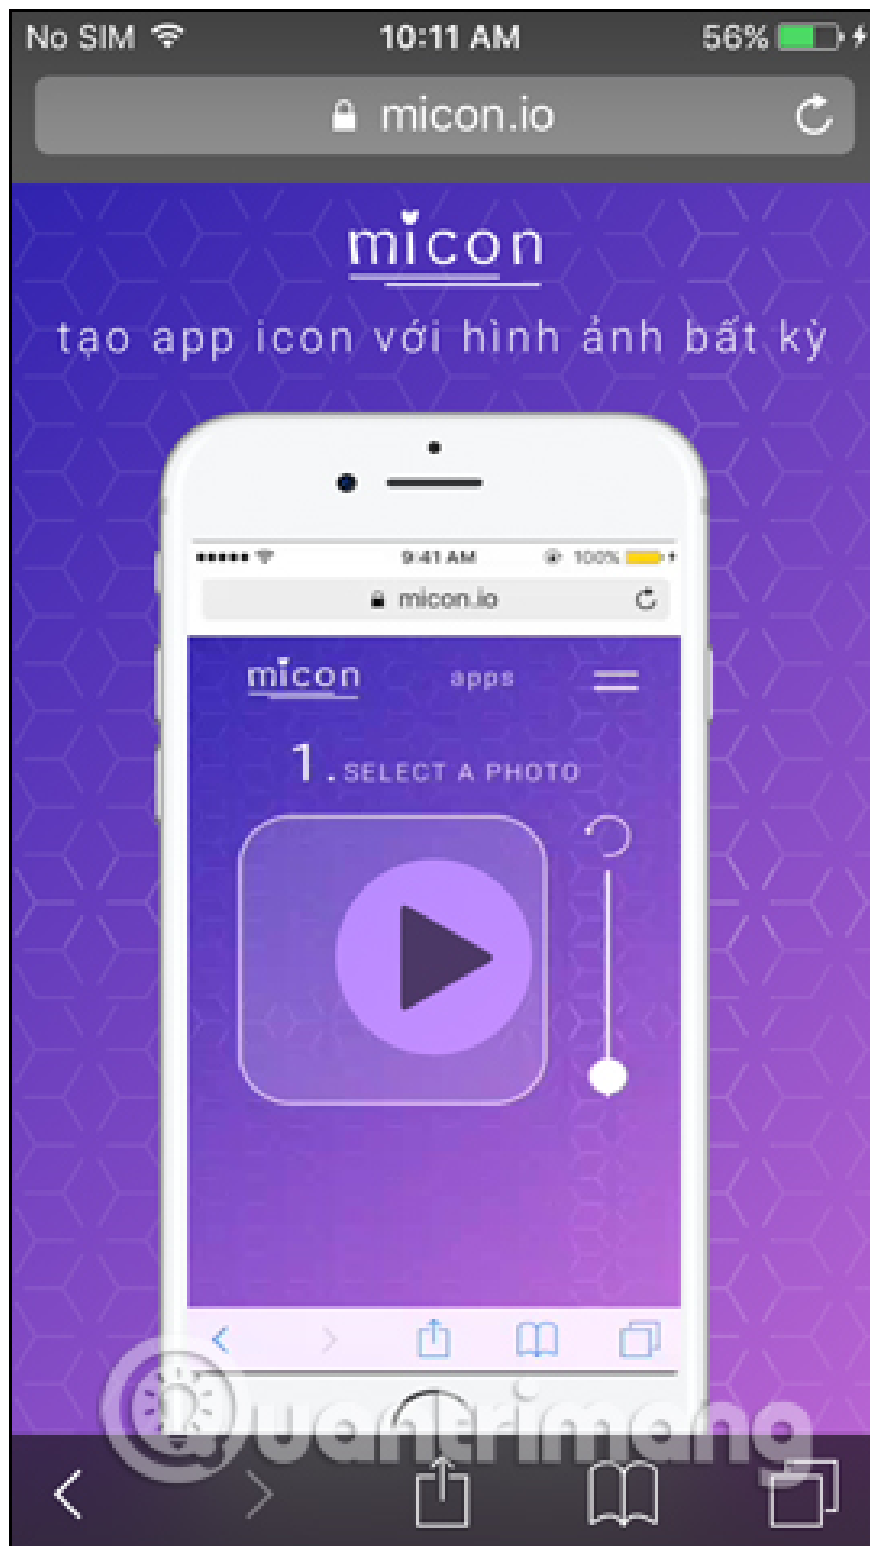 No SIM 10:11 AM 56%
micon.io
micon
tạo app icon với hình ảnh bất kỳ
9:41 AM 100%
micon.io
micon apps
1. SELECT A PHOTO
Quantrimang